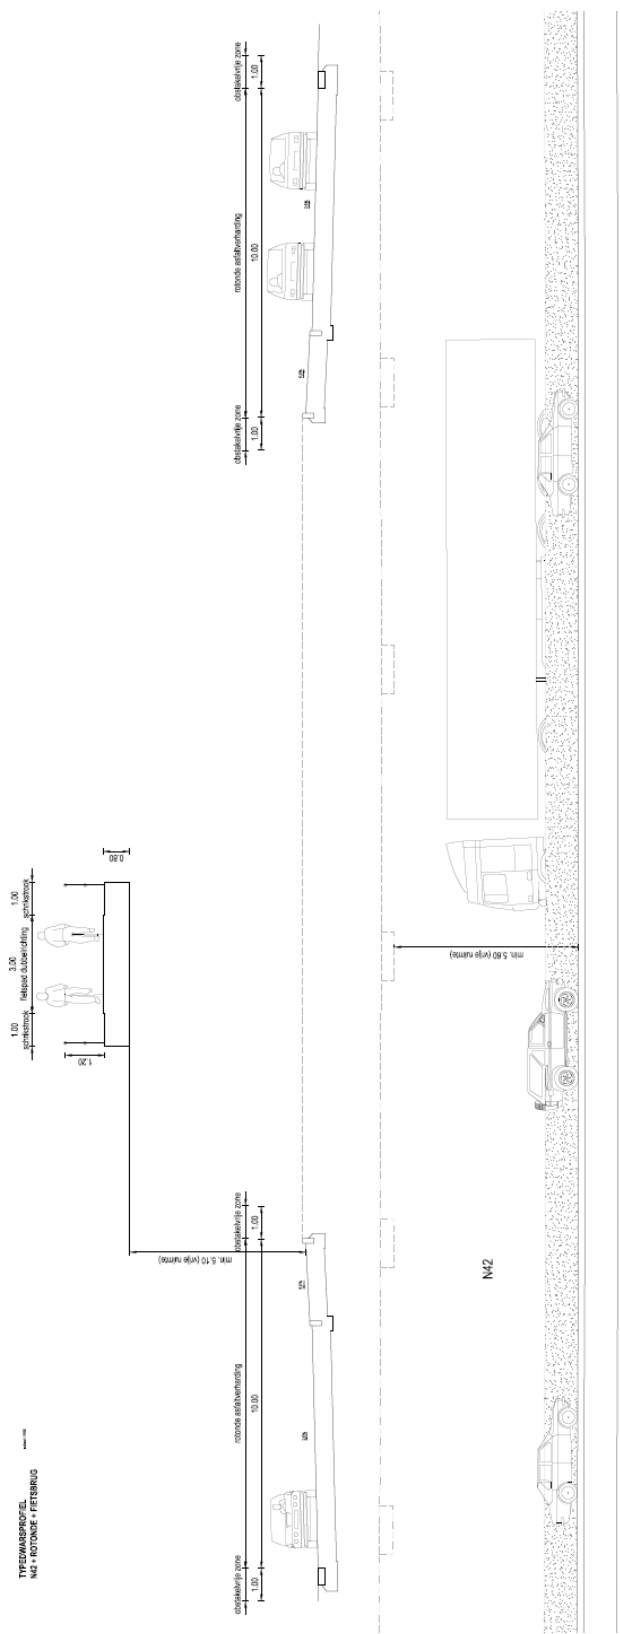 TYPEDWARSPROFIEL
N42 + ROTONDE + FIETSBRUG
1.00
3.00
1.00
schrikstrook
fietspad dubbelrichting
schrikstrook
1.20
0.80
min. 5.10 (vrije ruimte)
obstakelvrije zone
rotonde asfaltverharding
obstakelvrije zone
1.00
10.00
1.00
obstakelvrije zone
rotonde asfaltverharding
obstakelvrije zone
1.00
10.00
1.00
min. 5.60 (vrije ruimte)
N42